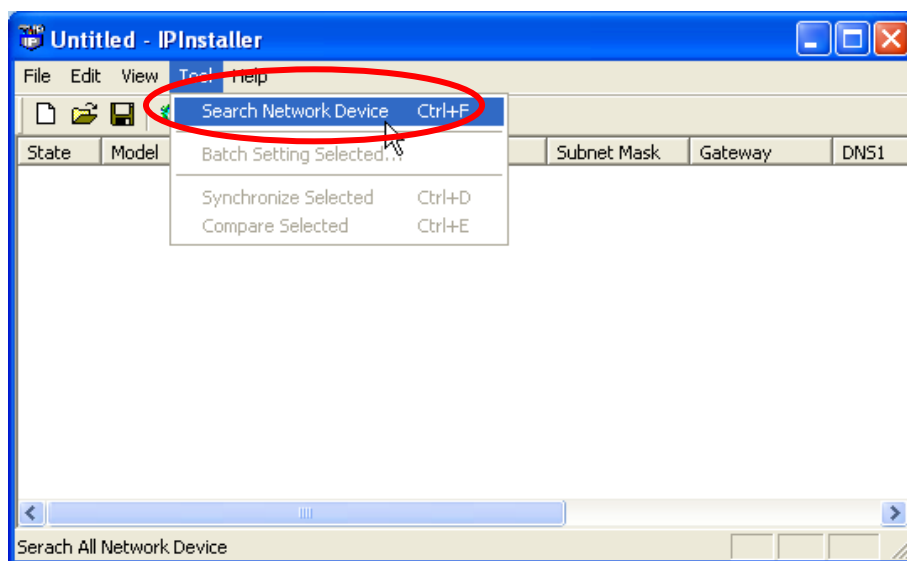 Untitled - IPInstaller
File Edit View Tool Help
Search Network Device Ctrl+F
State Model Subnet Mask Gateway DNS1
Batch Setting Selected...
Synchronize Selected Ctrl+D
Compare Selected Ctrl+E
Serach All Network Device